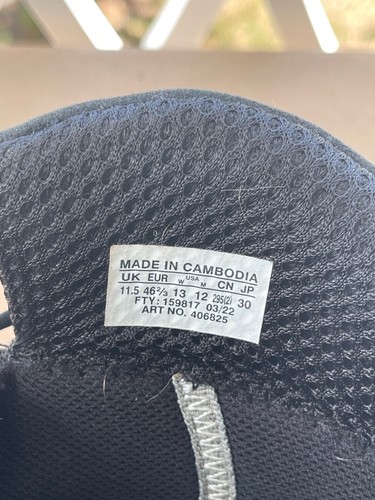 MADE IN CAMBODIA
UK EUR W USA M CN JP
11.5 46⅔ 13 12 295(2) 30
FTY: 159817 03/22
ART NO. 406825